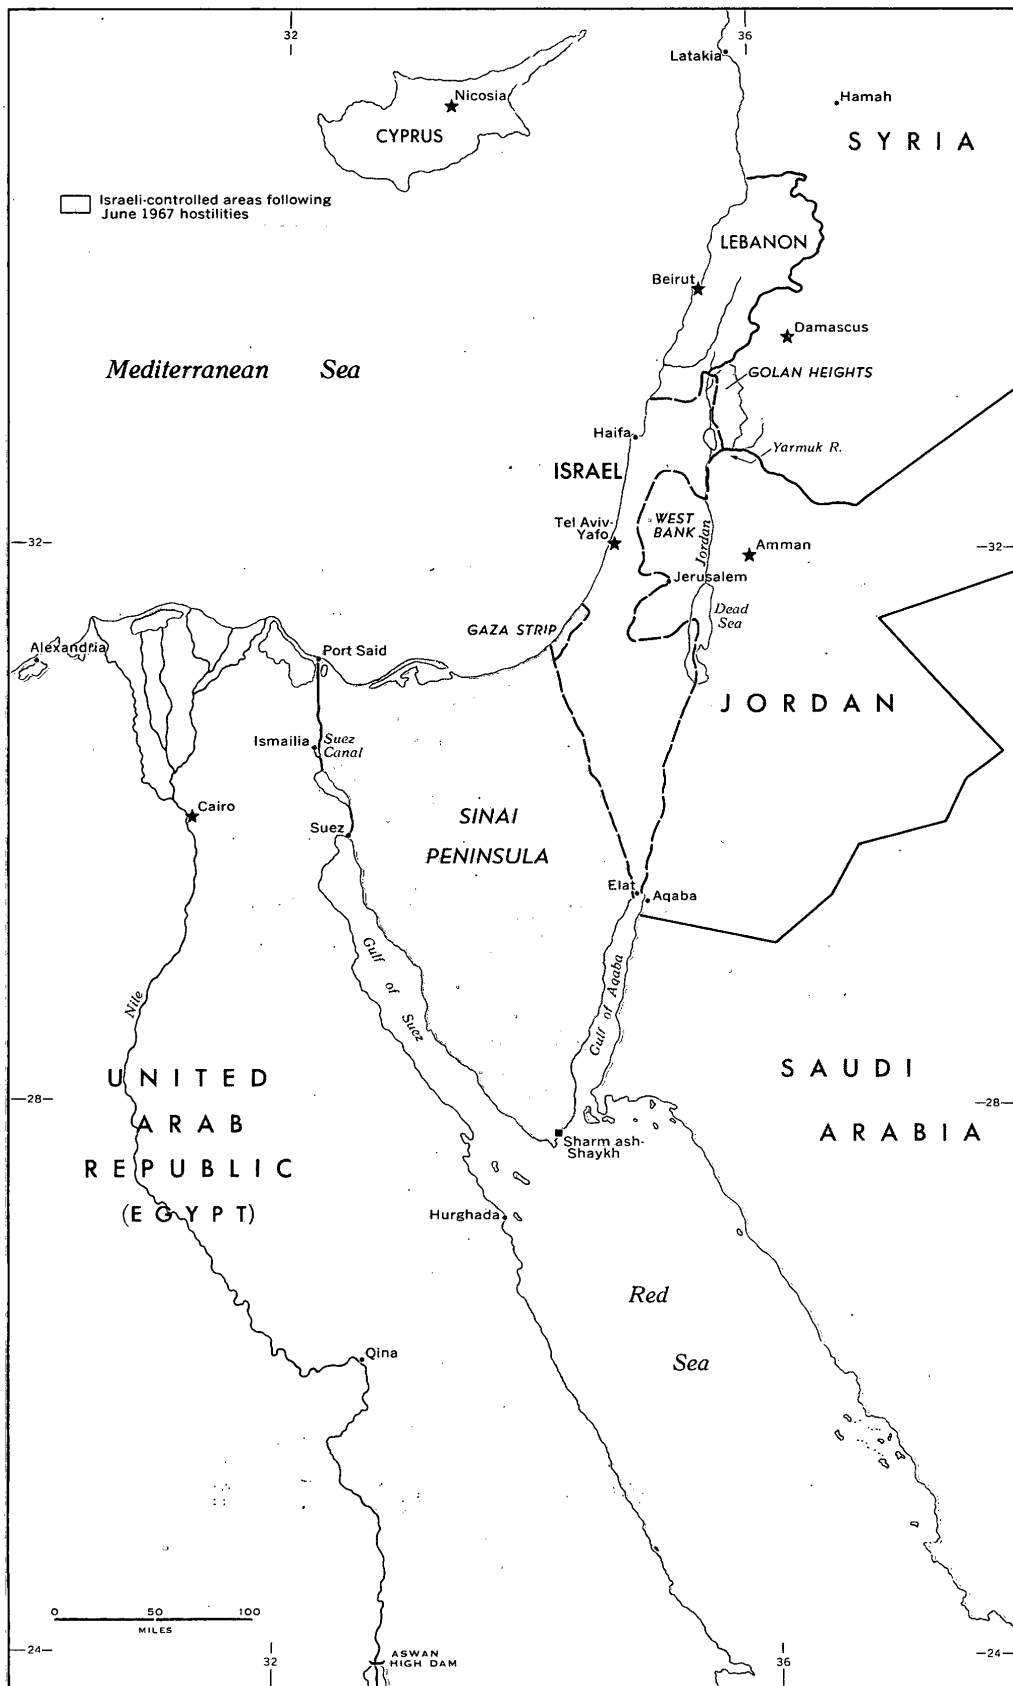 32
36
Latakia
Nicosia
Hamah
CYPRUS
SYRIA
Israeli-controlled areas following
June 1967 hostilities
LEBANON
Beirut
Damascus
Mediterranean Sea
GOLAN HEIGHTS
Haifa
Yarmuk R.
ISRAEL
WEST
BANK
Tel Aviv-
Yafo
Jordan
32
Amman
32
Jerusalem
Dead
Sea
GAZA STRIP
Alexandria
Port Said
JORDAN
Ismailia
Suez
Canal
Cairo
SINAI
PENINSULA
Suez
Elat
Aqaba
Gulf of Suez
Gulf of Aqaba
Nile
UNITED
ARAB
REPUBLIC
(EGYPT)
SAUDI
ARABIA
28
28
Sharm ash-
Shaykh
Hurghada
Red
Sea
Qina
0 50 100
MILES
24
32
ASWAN
HIGH DAM
36
24